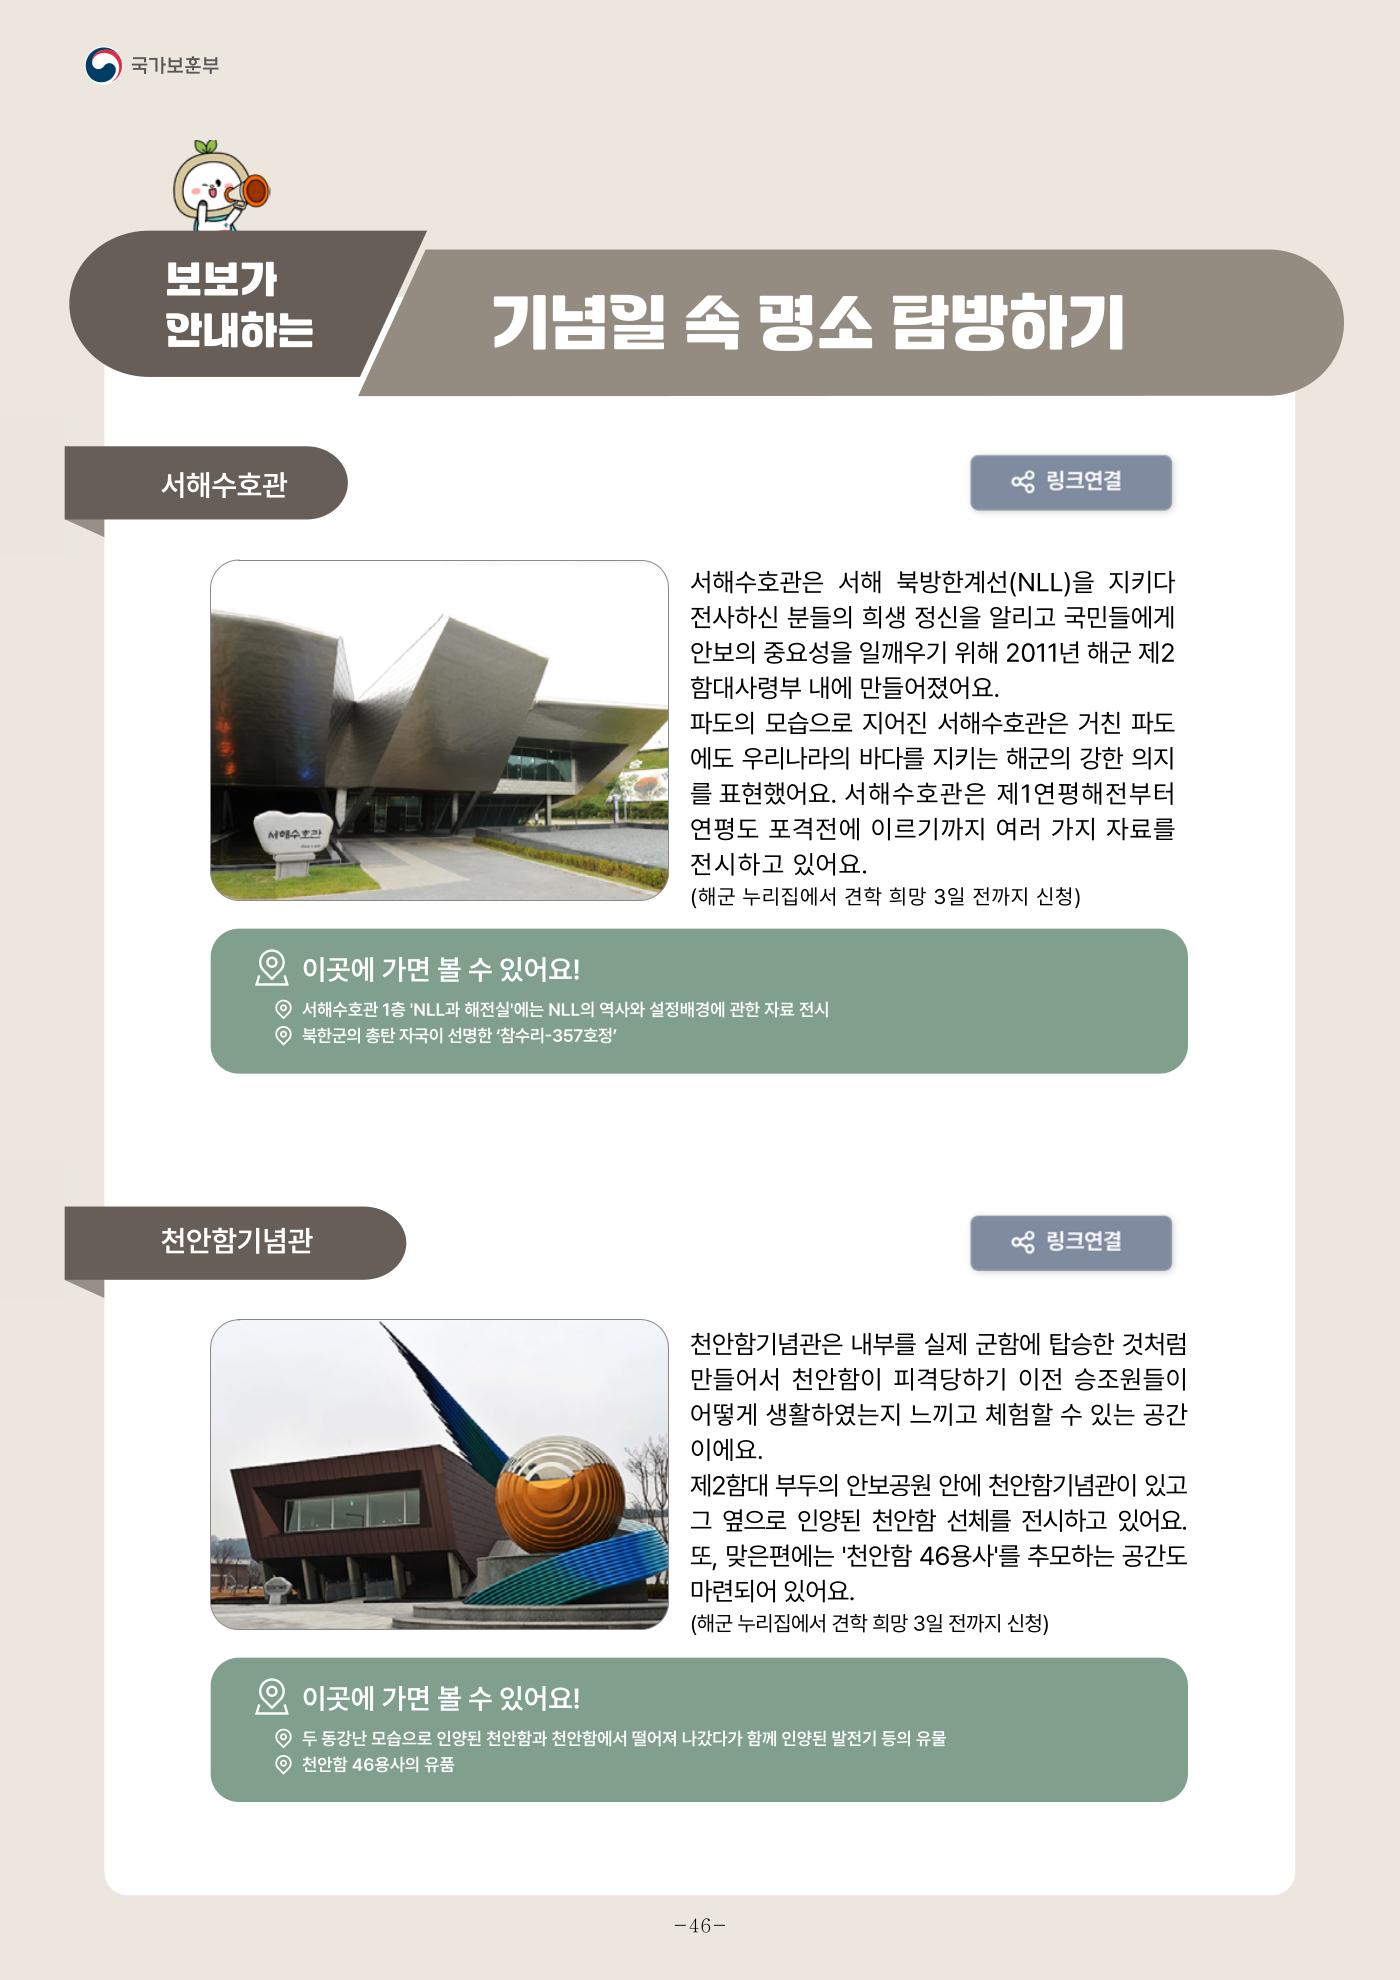 국가보훈부
보보가
안내하는
기념일 속 명소 탐방하기
서해수호관
링크연결
서해수호관
서해수호관은 서해 북방한계선(NLL)을 지키다
전사하신 분들의 희생 정신을 알리고 국민들에게
안보의 중요성을 일깨우기 위해 2011년 해군 제2
함대사령부 내에 만들어졌어요.
파도의 모습으로 지어진 서해수호관은 거친 파도
에도 우리나라의 바다를 지키는 해군의 강한 의지
를 표현했어요. 서해수호관은 제1연평해전부터
연평도 포격전에 이르기까지 여러 가지 자료를
전시하고 있어요.
(해군 누리집에서 견학 희망 3일 전까지 신청)
이곳에 가면 볼 수 있어요!
서해수호관 1층 'NLL과 해전실'에는 NLL의 역사와 설정배경에 관한 자료 전시
북한군의 총탄 자국이 선명한 ‘참수리-357호정’
천안함기념관
링크연결
천안함기념관은 내부를 실제 군함에 탑승한 것처럼
만들어서 천안함이 피격당하기 이전 승조원들이
어떻게 생활하였는지 느끼고 체험할 수 있는 공간
이에요.
제2함대 부두의 안보공원 안에 천안함기념관이 있고
그 옆으로 인양된 천안함 선체를 전시하고 있어요.
또, 맞은편에는 '천안함 46용사'를 추모하는 공간도
마련되어 있어요.
(해군 누리집에서 견학 희망 3일 전까지 신청)
이곳에 가면 볼 수 있어요!
두 동강난 모습으로 인양된 천안함과 천안함에서 떨어져 나갔다가 함께 인양된 발전기 등의 유물
천안함 46용사의 유품
-46-